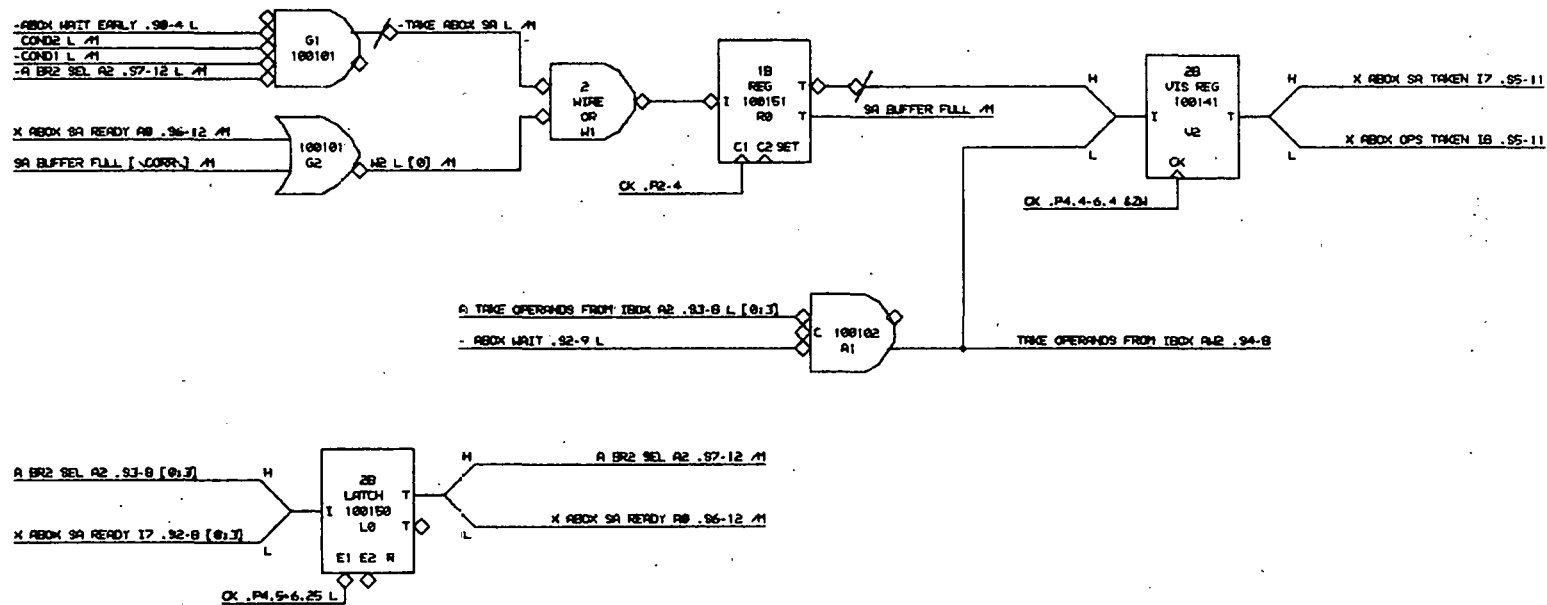 -ABOX WAIT EARLY .S0-4 L
COND2 L /M
-COND1 L /M
-A BR2 SEL A2 .S7-12 L /M
G1
100101
-TAKE ABOX SA L /M
X ABOX SA READY A0 .S6-12 /M
SA BUFFER FULL [\CORR\] /M
100101
G2
W2 L [0] /M
2
WIRE
OR
W1
1B
REG
100151
R0
I
T
T
C1 C2 SET
CK .P2-4
SA BUFFER FULL /M
H
L
2B
VIS REG
100141
I
T
V2
CK
CK .P4.4-6.4 &ZW
H
X ABOX SA TAKEN I7 .S5-11
X ABOX OPS TAKEN I8 .S5-11
L
A TAKE OPERANDS FROM IBOX A2 .S3-8 L [0:3]
- ABOX WAIT .S2-9 L
C 100102
A1
TAKE OPERANDS FROM IBOX AW2 .S4-8
A BR2 SEL A2 .S3-8 [0:3]
H
X ABOX SA READY I7 .S2-8 [0:3]
L
2B
LATCH
I 100150
L0
T
T
E1 E2 R
CK .P4.5+6.25 L
H
A BR2 SEL A2 .S7-12 /M
X ABOX SA READY A0 .S6-12 /M
L